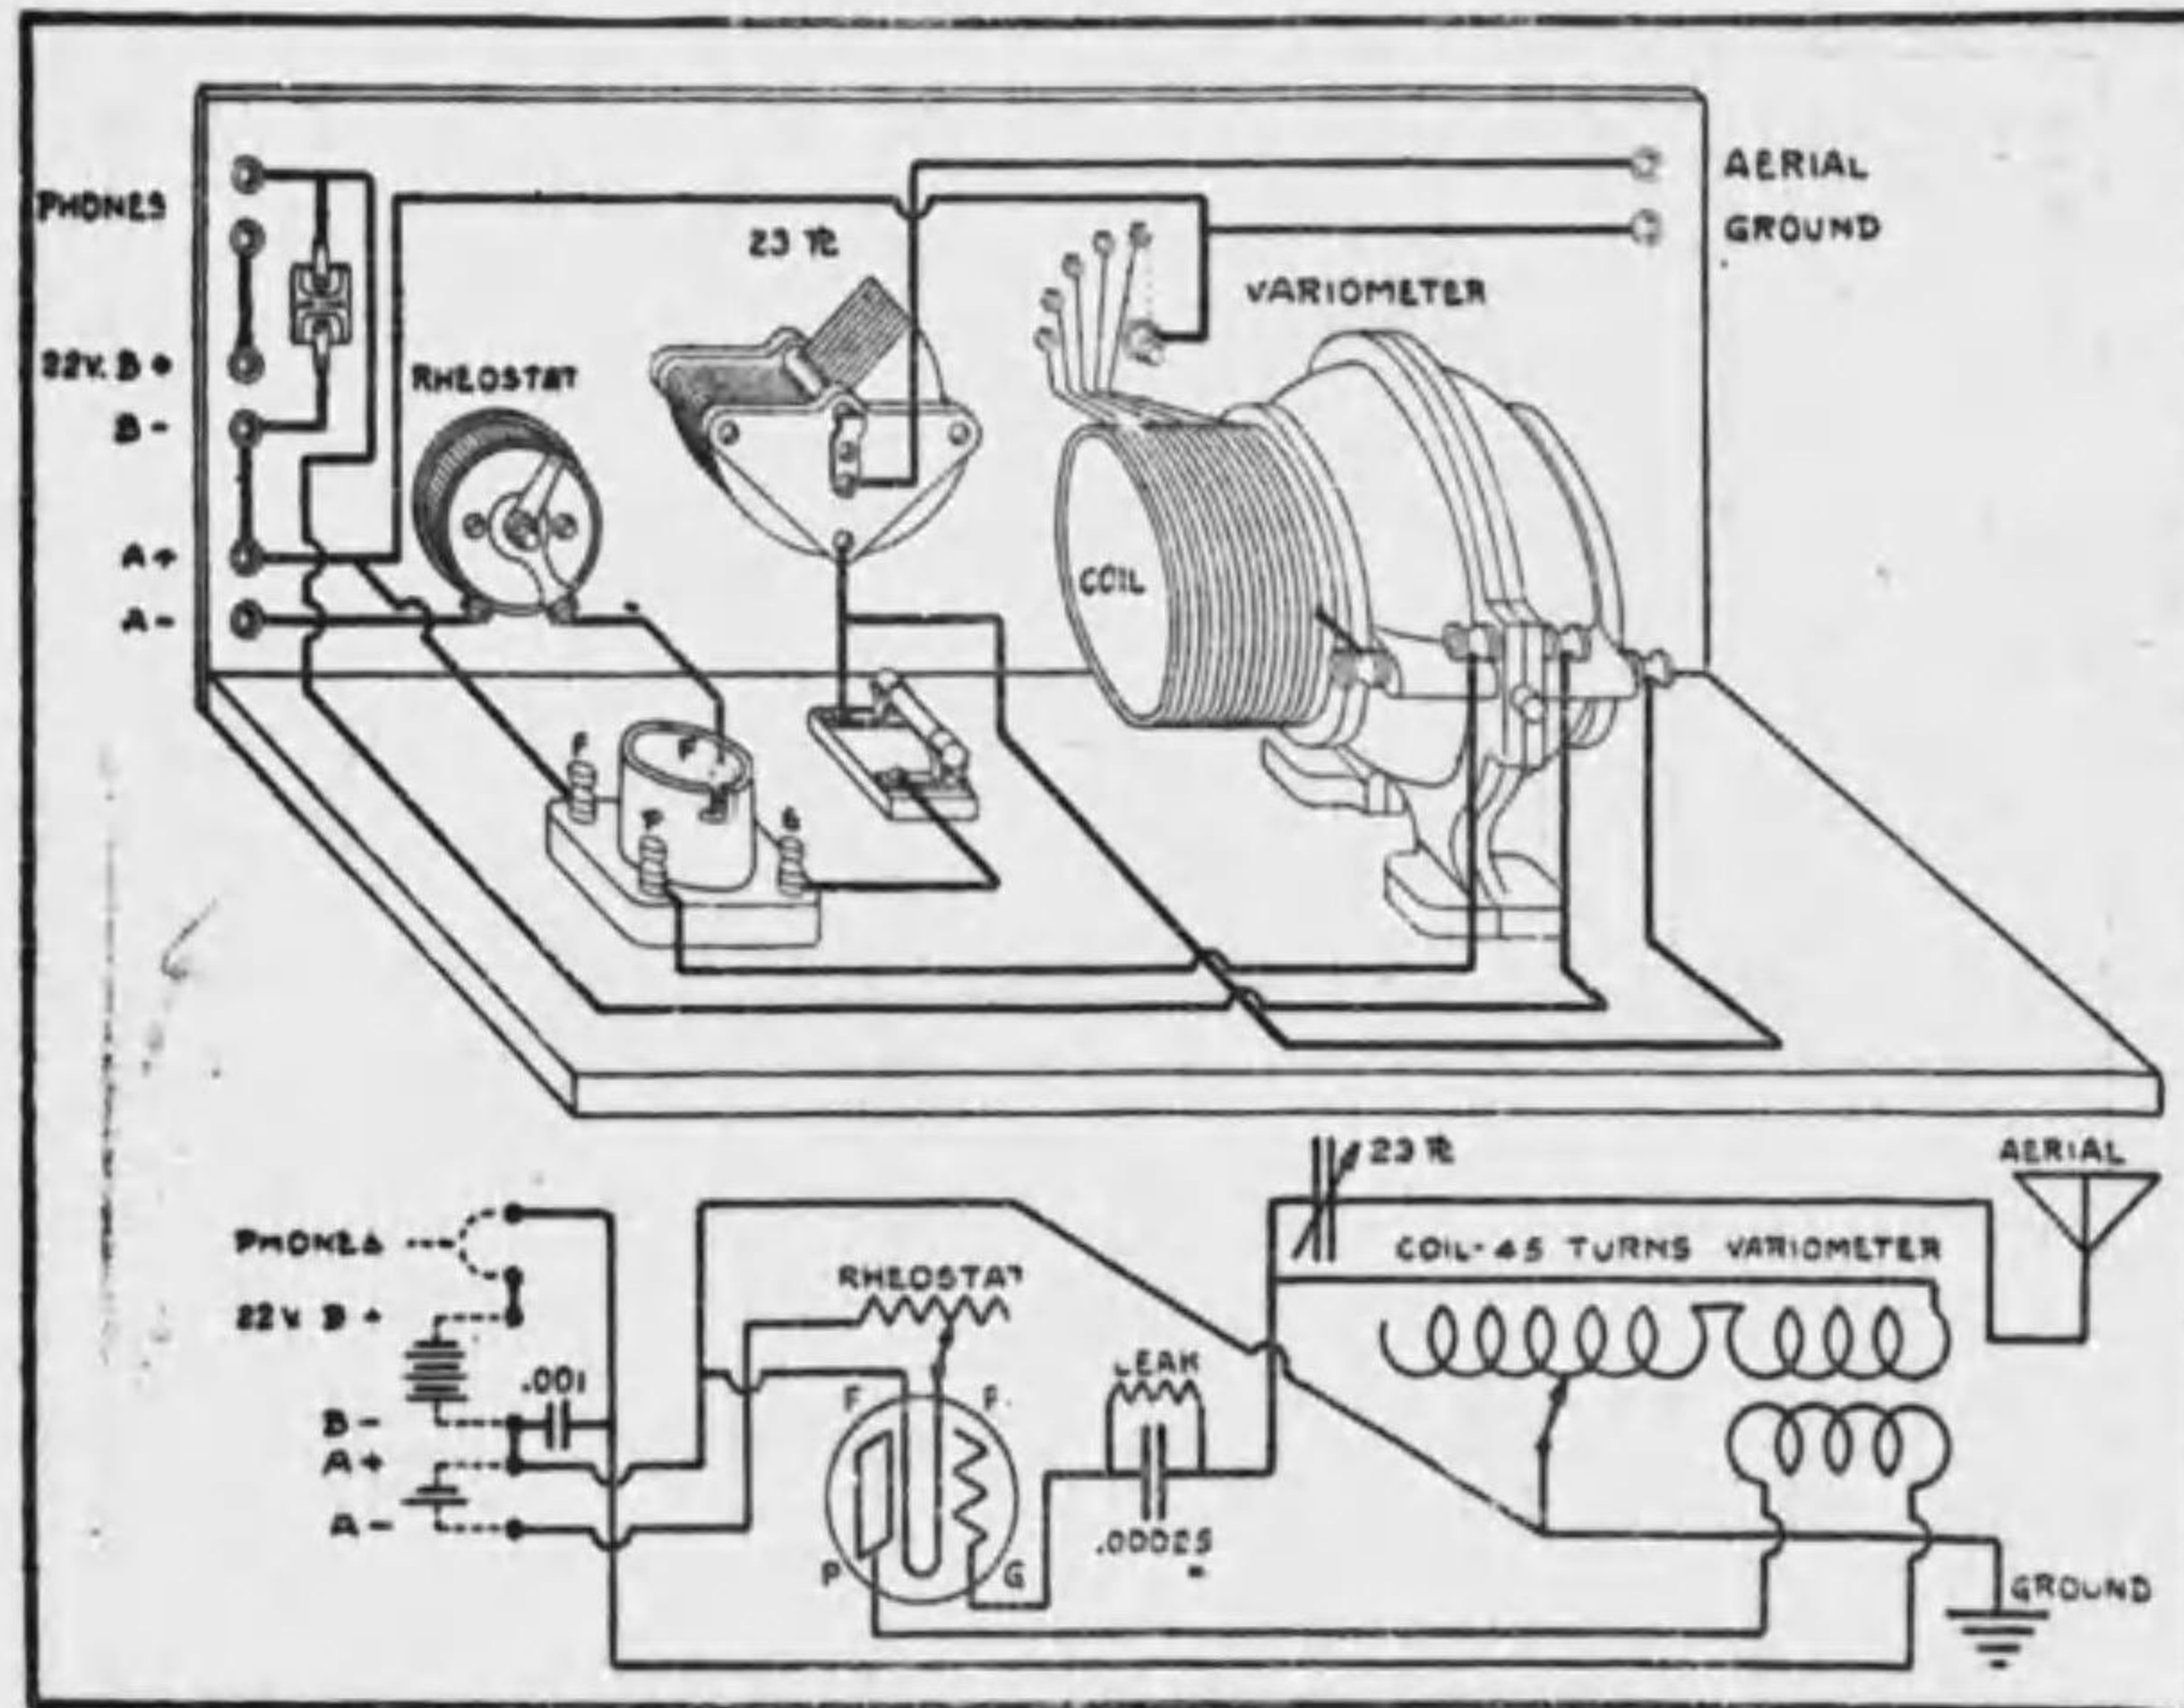 AERIAL
PHONES
GROUND
23 Pl.
VARIOMETER
22V. B +
RHEOSTAT
B -
A +
COIL
A -
F
F
P
G
23 Pl.
AERIAL
PHONES
COIL - 45 TURNS VARIOMETER
RHEOSTAT
22 V. B +
.001
LEAK
B -
F
F
A +
A -
.00025
P
G
GROUND